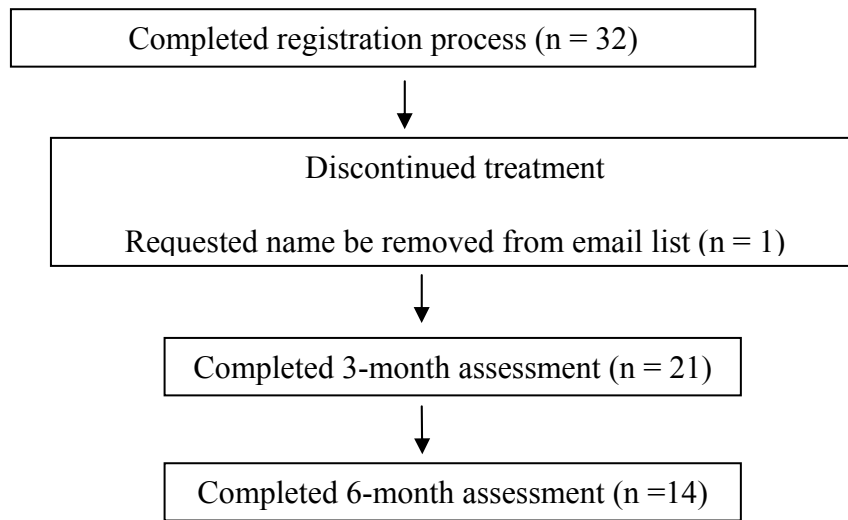 Completed registration process (n = 32)
Discontinued treatment
Requested name be removed from email list (n = 1)
Completed 3-month assessment (n = 21)
Completed 6-month assessment (n =14)